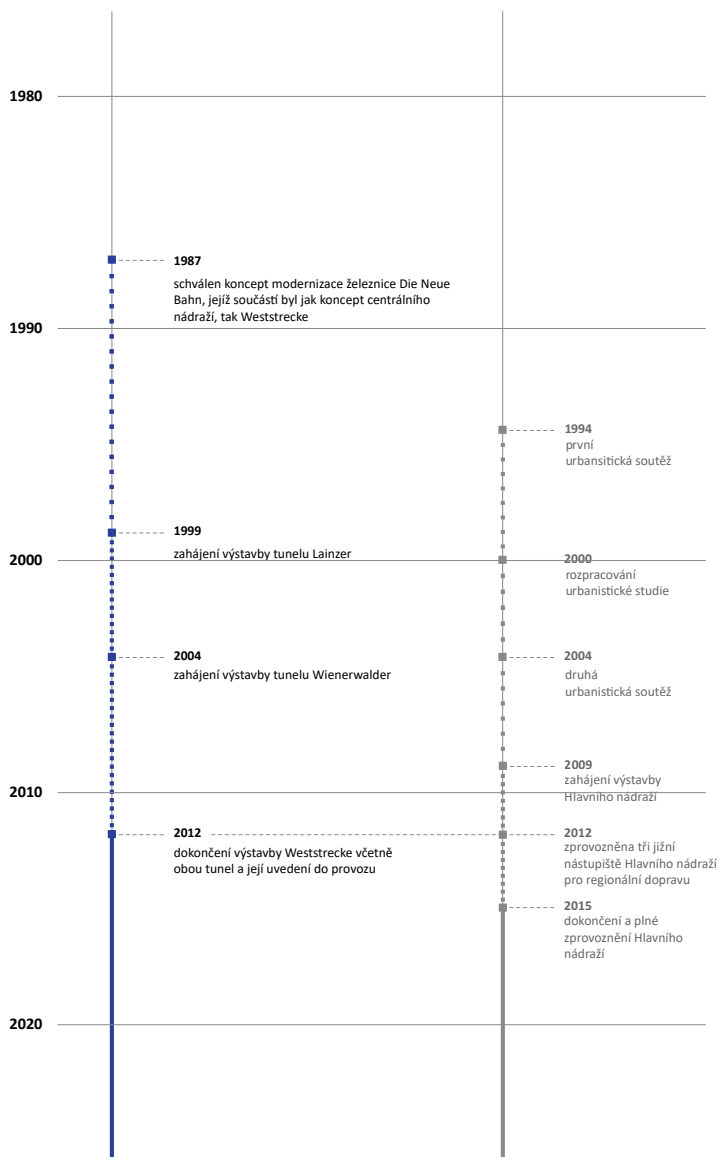 1980
1987
schválen koncept modernizace železnice Die Neue
Bahn, jejíž součástí byl jak koncept centrálního
nádraží, tak Weststrecke
1990
1994
první
urbansitická soutěž
1999
zahájení výstavby tunelu Lainzer
2000
2000
rozpracování
urbanistické studie
2004
zahájení výstavby tunelu Wienerwalder
2004
druhá
urbanistická soutěž
2009
zahájení výstavby
Hlavního nádraží
2010
2012
dokončení výstavby Weststrecke včetně
obou tunel a její uvedení do provozu
2012
zprovozněna tři jižní
nástupiště Hlavního nádraží
pro regionální dopravu
2015
dokončení a plné
zprovoznění Hlavního
nádraží
2020